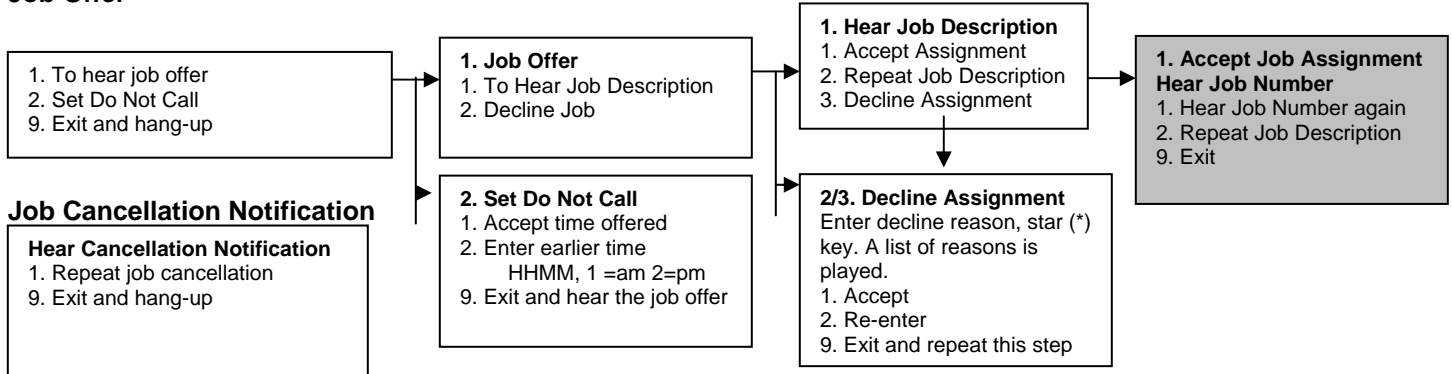 Job Offer
1. To hear job offer
2. Set Do Not Call
9. Exit and hang-up
1. Job Offer
1. To Hear Job Description
2. Decline Job
1. Hear Job Description
1. Accept Assignment
2. Repeat Job Description
3. Decline Assignment
1. Accept Job Assignment
Hear Job Number
1. Hear Job Number again
2. Repeat Job Description
9. Exit
2. Set Do Not Call
1. Accept time offered
2. Enter earlier time
HHMM, 1 =am 2=pm
9. Exit and hear the job offer
2/3. Decline Assignment
Enter decline reason, star (*)
key. A list of reasons is
played.
1. Accept
2. Re-enter
9. Exit and repeat this step
Job Cancellation Notification
Hear Cancellation Notification
1. Repeat job cancellation
9. Exit and hang-up